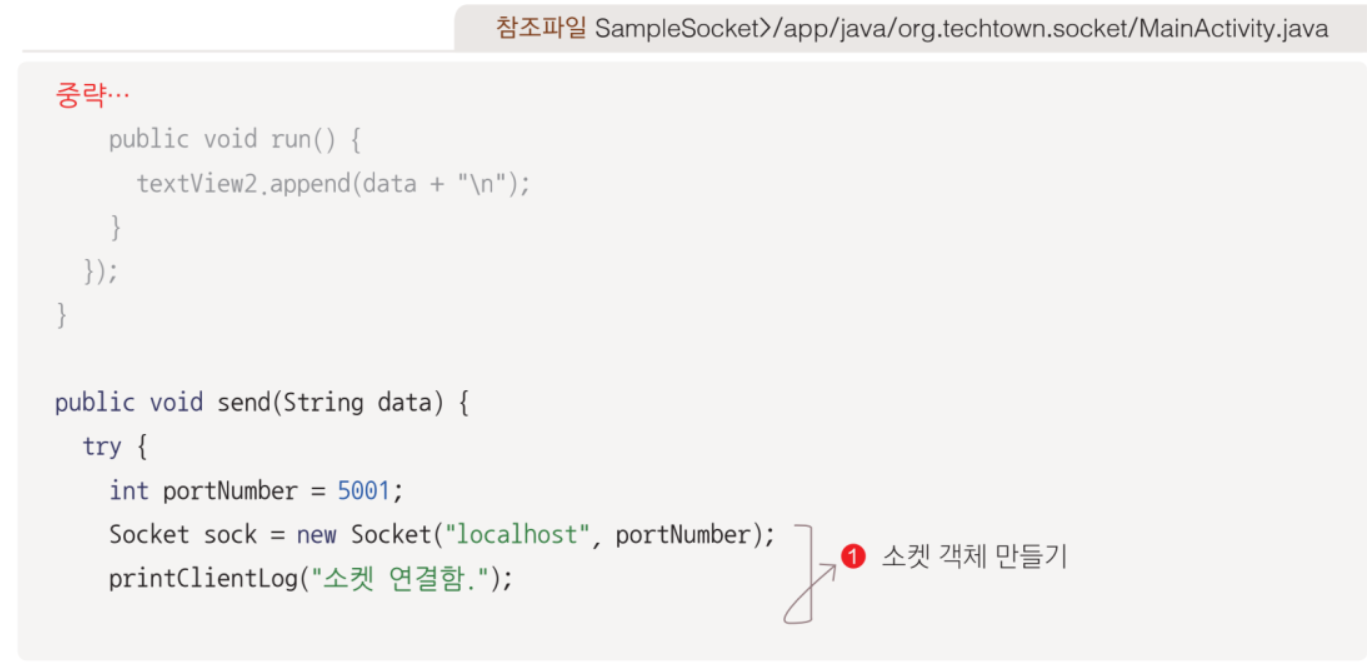 참조파일 SampleSocket>/app/java/org.techtown.socket/MainActivity.java
중략…
public void run() {
textView2.append(data + "\n");
}
});
}
public void send(String data) {
try {
int portNumber = 5001;
Socket sock = new Socket("localhost", portNumber);
❶ 소켓 객체 만들기
printClientLog("소켓 연결함.");